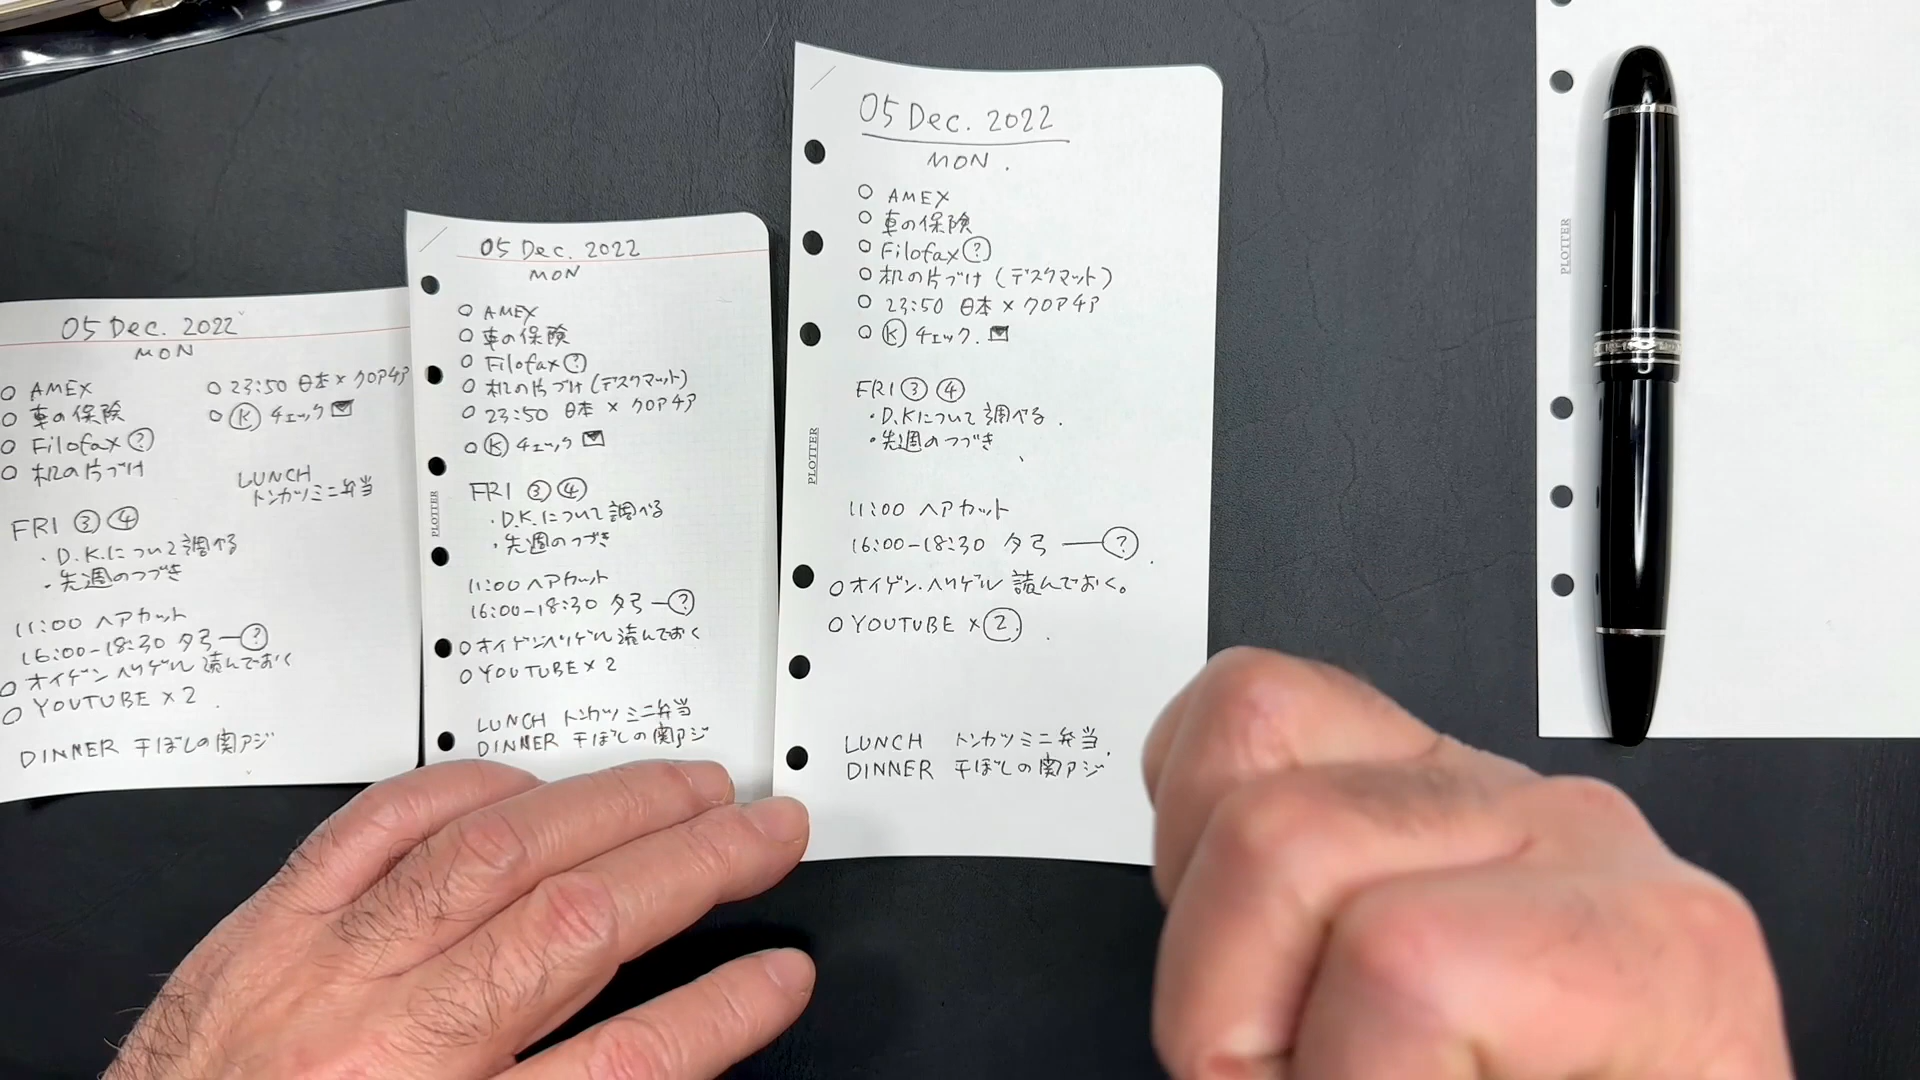 05 Dec. 2022
MON
○ AMEX
○ 車の保険
○ Filofax ?
○ 机の片づけ
FRI ③ ④
・D.K.について調べる
・先週のつづき
11:00 ヘアカット
16:00-18:30 夕弓 — ?
○ オイゲン ヘリゲル 読んでおく
○ YOUTUBE × 2
DINNER 干ぼしの関アジ
○ 23:50 日本 × クロアチア
○ Ⓚ チェック
LUNCH
トンカツミニ弁当
05 Dec. 2022
MON
○ AMEX
○ 車の保険
○ Filofax ?
○ 机の片づけ (デスクマット)
○ 23:50 日本 × クロアチア
○ Ⓚ チェック
FRI ③ ④
・D.K.について調べる
・先週のつづき
11:00 ヘアカット
16:00-18:30 夕弓 — ?
○ オイゲンヘリゲル 読んでおく
○ YOUTUBE × 2
LUNCH トンカツ ミニ弁当
DINNER 干ぼしの関アジ
PLOTTER
05 Dec. 2022
MON.
○ AMEX
○ 車の保険
○ Filofax ?
○ 机の片づけ (デスクマット)
○ 23:50 日本 × クロアチア
○ Ⓚ チェック.
FRI ③ ④
・D.Kについて調べる.
・先週のつづき
11:00 ヘアカット
16:00-18:30 夕弓 — ?
○ オイゲン.ヘリゲル 読んでおく。
○ YOUTUBE × ②
LUNCH トンカツミニ弁当
DINNER 干ぼしの関アジ
PLOTTER
PLOTTER